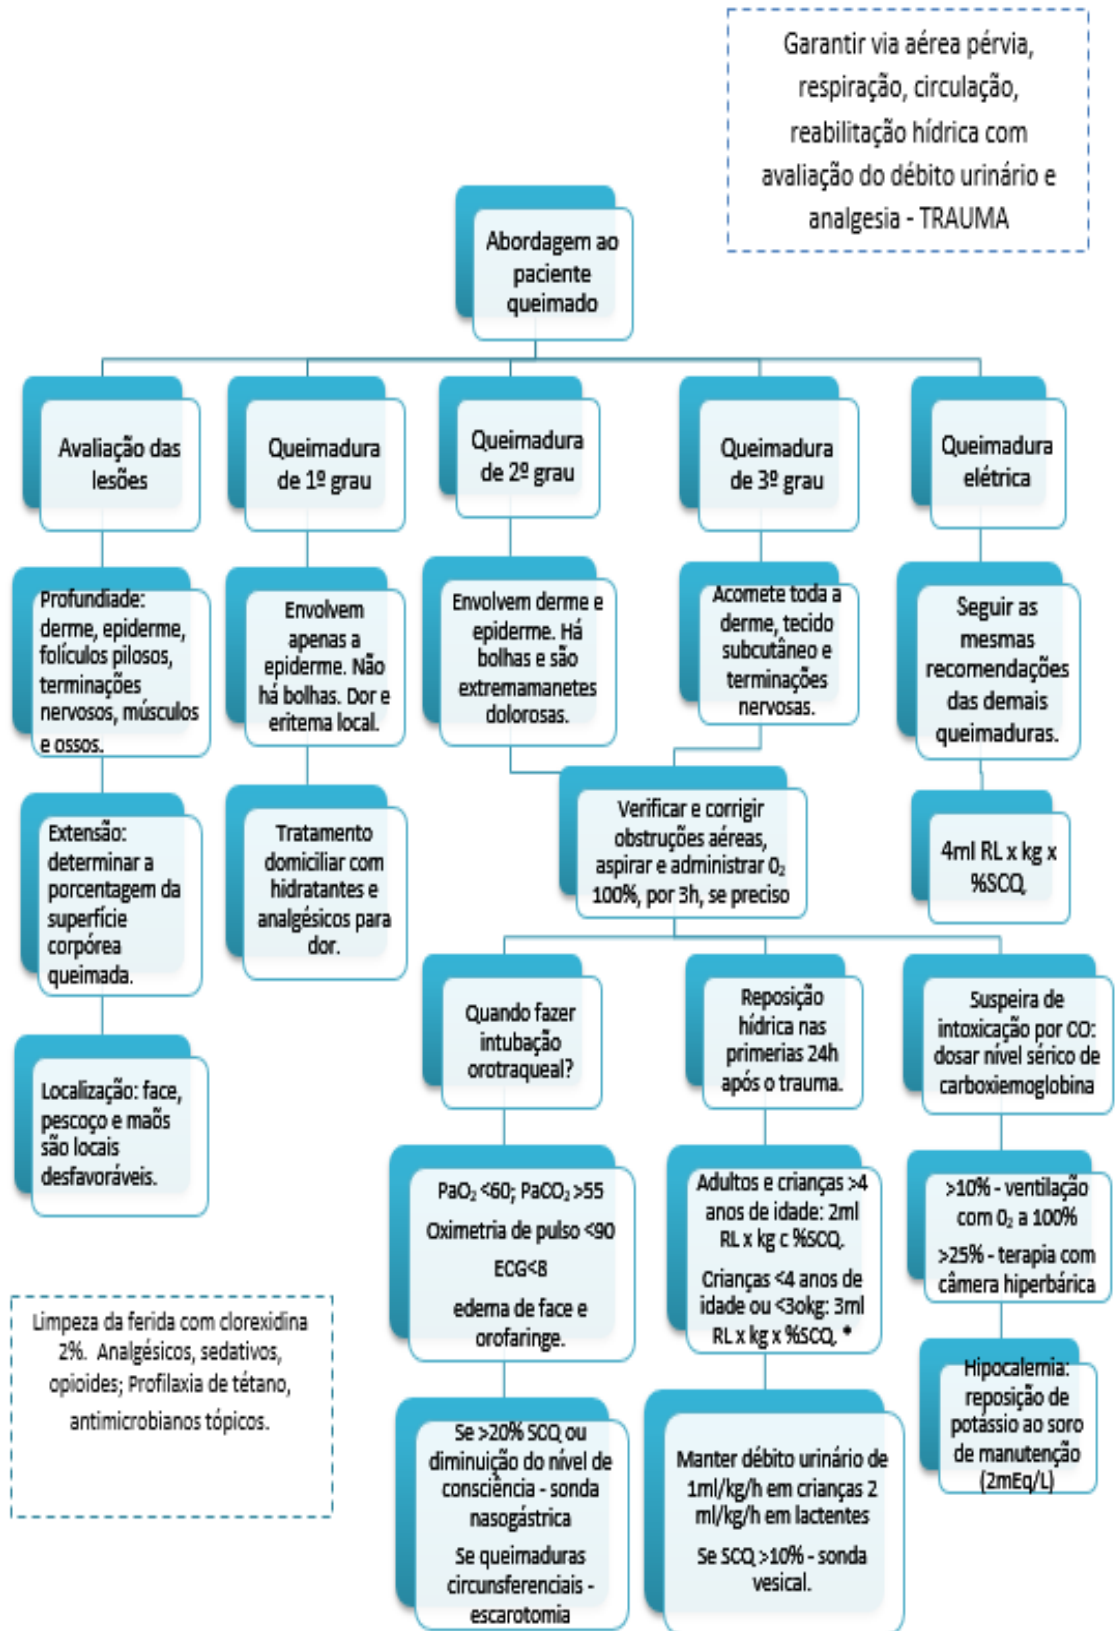 Garantir via aérea pérvia,
respiração, circulação,
reabilitação hídrica com
avaliação do débito urinário e
analgesia - TRAUMA
Abordagem ao
paciente
queimado
Avaliação das
lesões
Queimadura
de 1º grau
Queimadura
de 2º grau
Queimadura
de 3º grau
Queimadura
elétrica
Profundiade:
derme, epiderme,
folículos pilosos,
terminações
nervosos, músculos
e ossos.
Envolvem
apenas a
epiderme. Não
há bolhas. Dor e
eritema local.
Envolvem derme e
epiderme. Há
bolhas e são
extremamanetes
dolorosas.
Acomete toda a
derme, tecido
subcutâneo e
terminações
nervosas.
Seguir as
mesmas
recomendações
das demais
queimaduras.
Extensão:
determinar a
porcentagem da
superfície
corpórea
queimada.
Tratamento
domiciliar com
hidratantes e
analgésicos para
dor.
Verificar e corrigir
obstruções aéreas,
aspirar e administrar 0₂
100%, por 3h, se preciso
4ml RL x kg x
%SCQ.
Localização: face,
pescoço e maõs
são locais
desfavoráveis.
Quando fazer
intubação
orotraqueal?
Reposição
hídrica nas
primerias 24h
após o trauma.
Suspeira de
intoxicação por CO:
dosar nível sérico de
carboxiemoglobina
PaO₂ <60; PaCO₂ >55
Oximetria de pulso <90
ECG<8
edema de face e
orofaringe.
Adultos e crianças >4
anos de idade: 2ml
RL x kg c %SCQ.
Crianças <4 anos de
idade ou <3okg: 3ml
RL x kg x %SCQ. *
>10% - ventilação
com 0₂ a 100%
>25% - terapia com
câmera hiperbárica
Limpeza da ferida com clorexidina
2%. Analgésicos, sedativos,
opioides; Profilaxia de tétano,
antimicrobianos tópicos.
Se >20% SCQ ou
diminuição do nível de
consciência - sonda
nasogástrica
Se queimaduras
circunsferenciais -
escarotomia
Manter débito urinário de
1ml/kg/h em crianças 2
ml/kg/h em lactentes
Se SCQ >10% - sonda
vesical.
Hipocalemia:
reposição de
potássio ao soro
de manutenção
(2mEq/L)